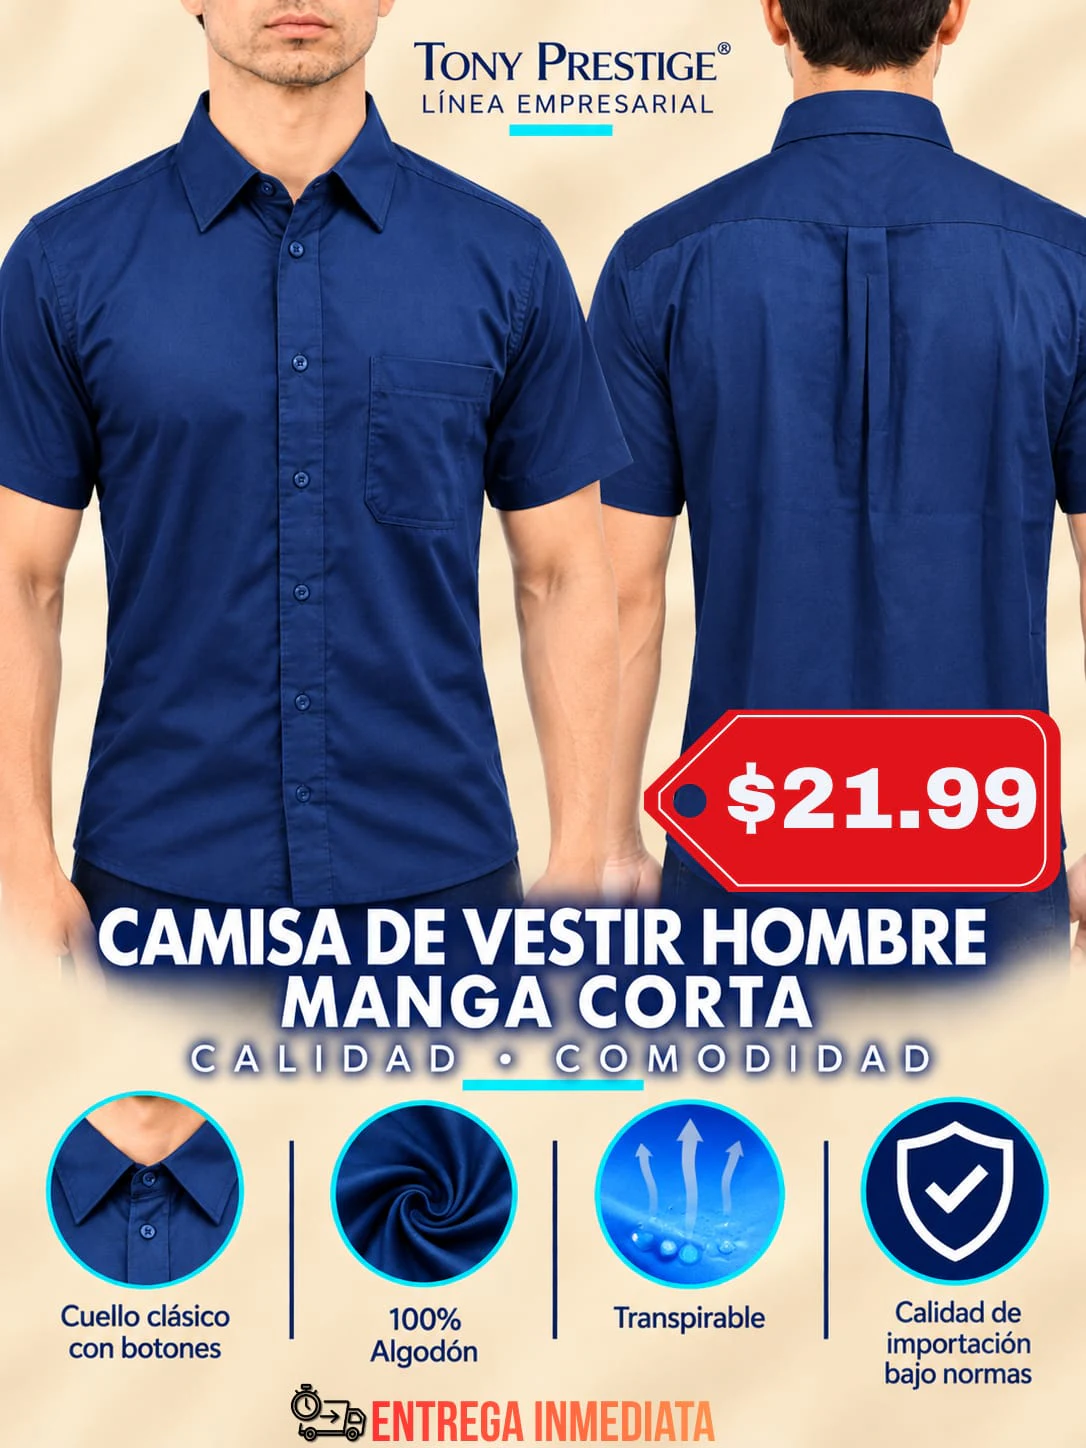 TONY PRESTIGE®
LÍNEA EMPRESARIAL
$21.99
CAMISA DE VESTIR HOMBRE
MANGA CORTA
CALIDAD • COMODIDAD
Cuello clásico
con botones
100%
Algodón
Transpirable
Calidad de
importación
bajo normas
ENTREGA INMEDIATA